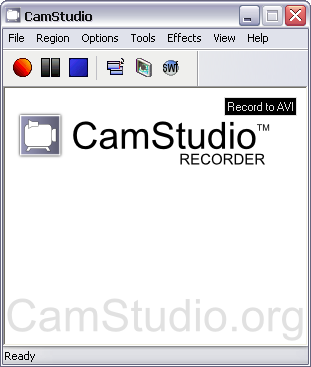 CamStudio
File Region Options Tools Effects View Help
SWF
Record to AVI
CamStudio™
RECORDER
CamStudio.org
Ready